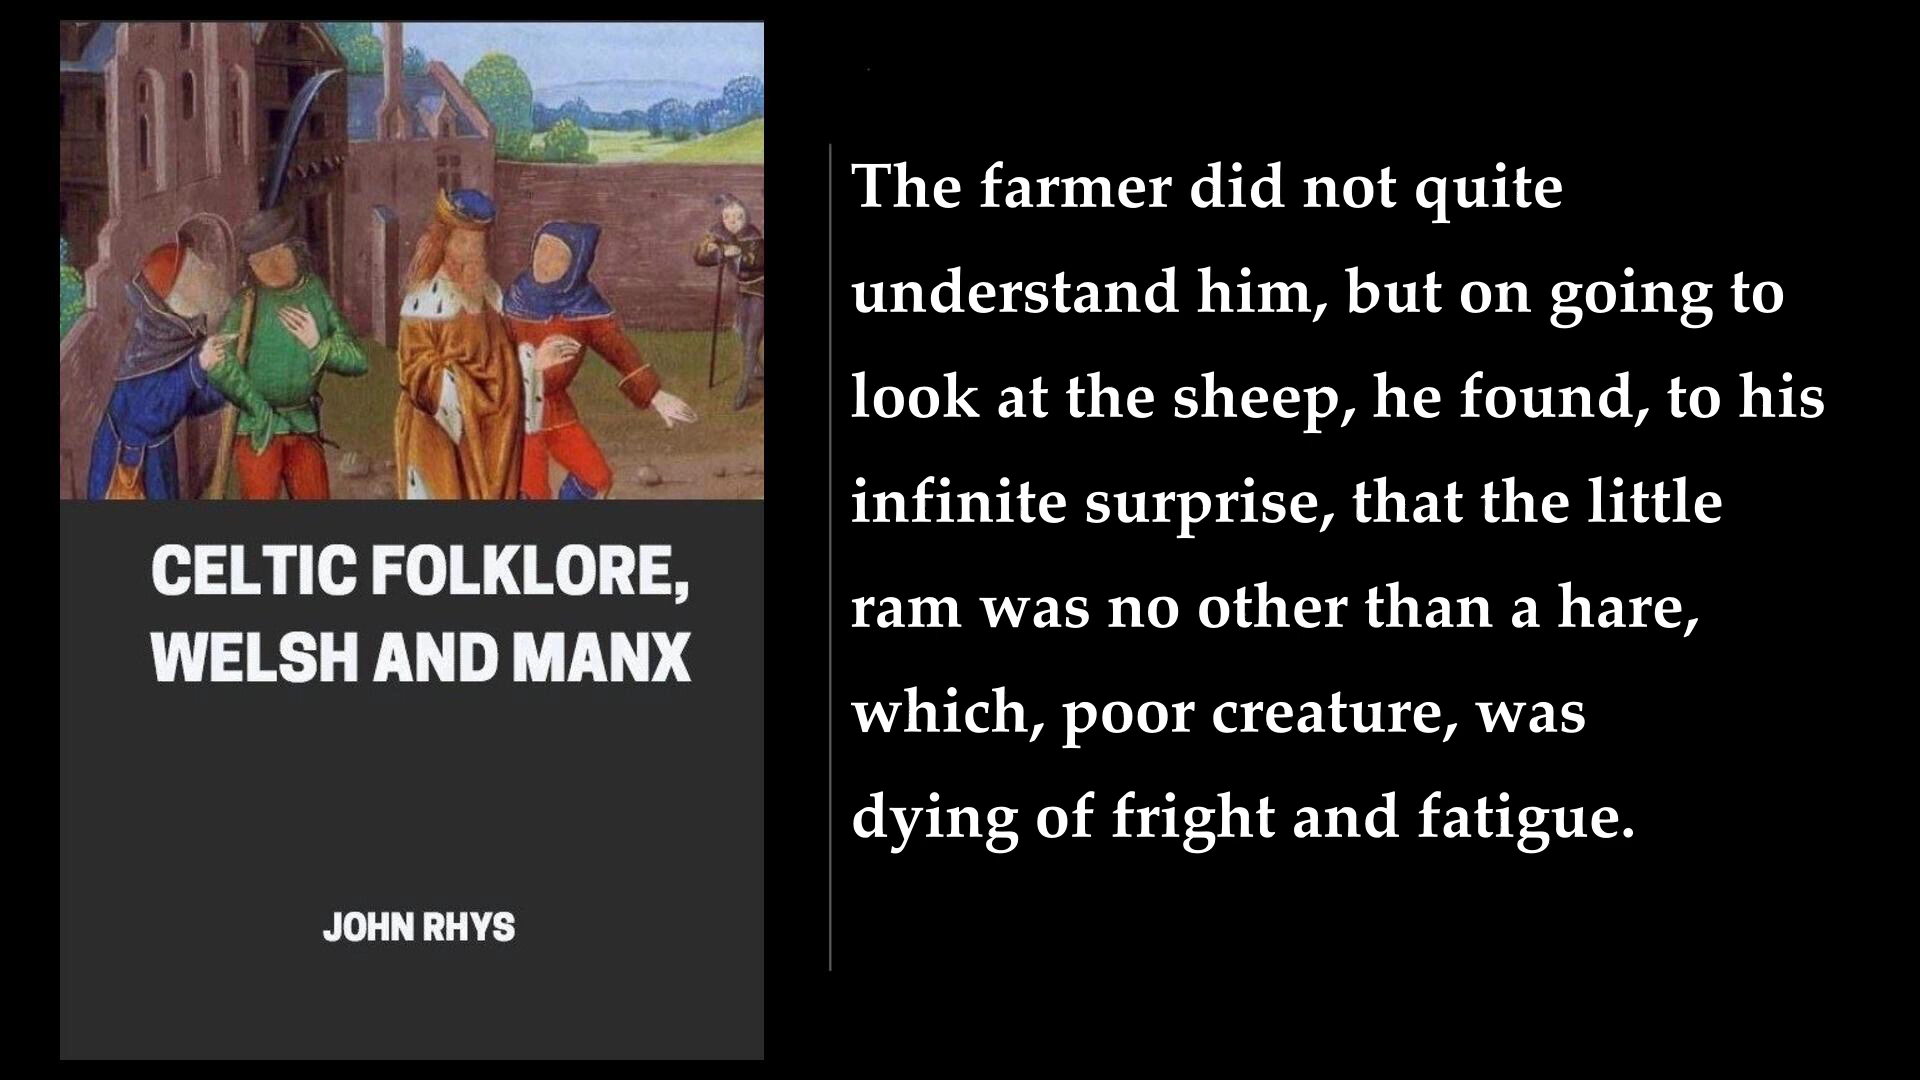 CELTIC FOLKLORE,
WELSH AND MANX
JOHN RHYS
The farmer did not quite
understand him, but on going to
look at the sheep, he found, to his
infinite surprise, that the little
ram was no other than a hare,
which, poor creature, was
dying of fright and fatigue.